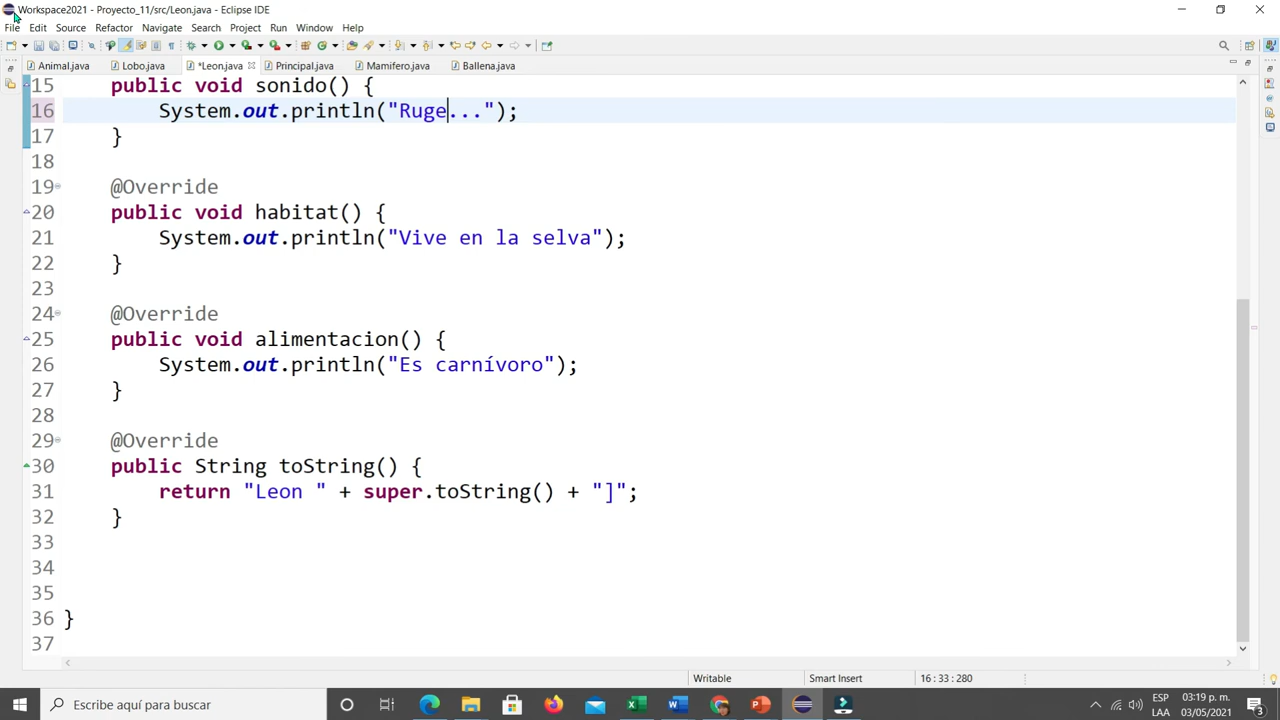 Workspace2021 - Proyecto_11/src/Leon.java - Eclipse IDE
File Edit Source Refactor Navigate Search Project Run Window Help
Animal.java Lobo.java *Leon.java Principal.java Mamifero.java Ballena.java
15 public void sonido() {
16 System.out.println("Ruge...");
17 }
18
19 @Override
20 public void habitat() {
21 System.out.println("Vive en la selva");
22 }
23
24 @Override
25 public void alimentacion() {
26 System.out.println("Es carnívoro");
27 }
28
29 @Override
30 public String toString() {
31 return "Leon " + super.toString() + "]";
32 }
33
34
35
36 }
37
Writable Smart Insert 16 : 33 : 280
Escribe aquí para buscar
ESP 03:19 p. m.
LAA 03/05/2021 3